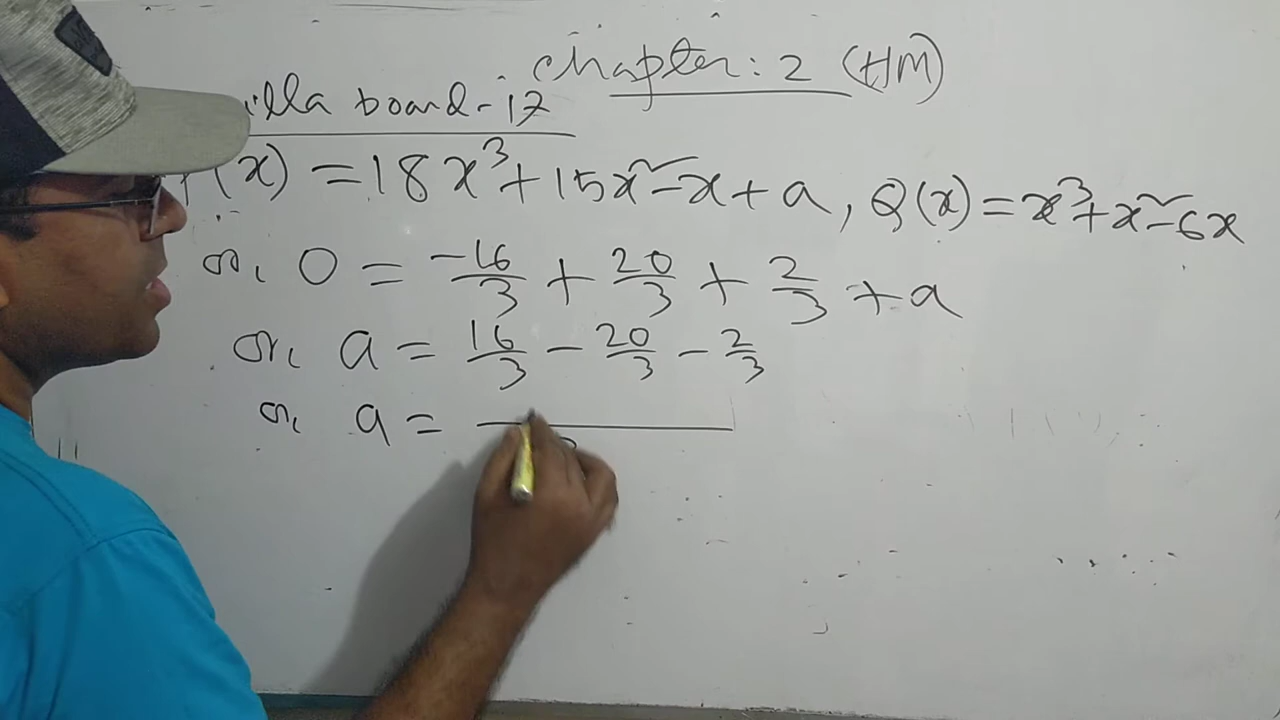 Chapter: 2 (HM)
illa board-17
(x) = 18x³+15x²-x+a, Q(x)=x³+x²-6x
or, 0 = -16/3 + 20/3 + 2/3 + a
or, a = 16/3 - 20/3 - 2/3
or, a =